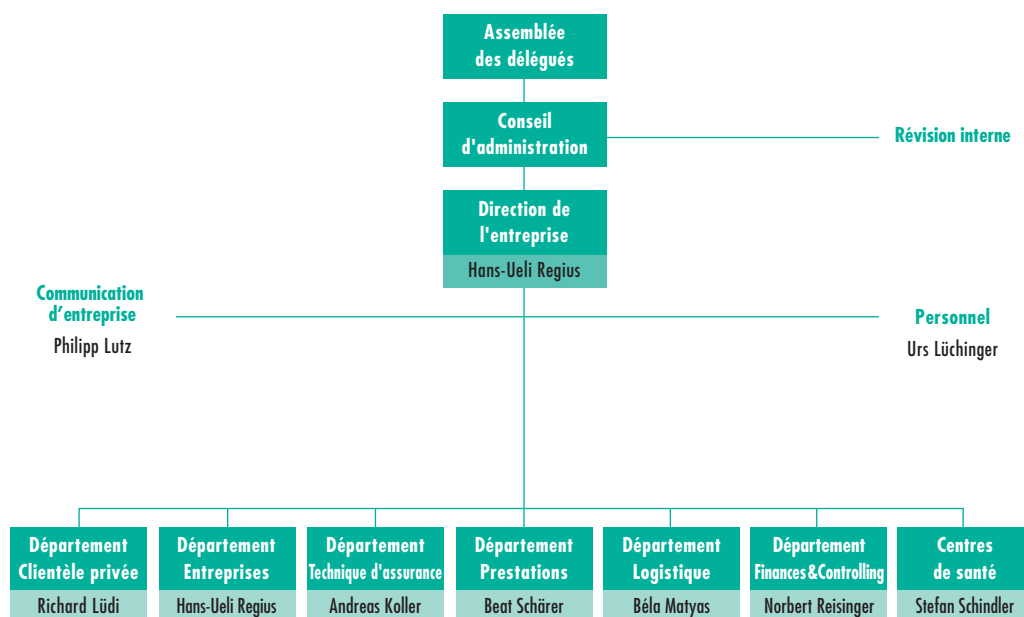 Assemblée
des délégués
Conseil
d'administration
Révision interne
Direction de
l'entreprise
Hans-Ueli Regius
Communication
d’entreprise
Philipp Lutz
Personnel
Urs Lüchinger
Département
Clientèle privée
Richard Lüdi
Département
Entreprises
Hans-Ueli Regius
Département
Technique d'assurance
Andreas Koller
Département
Prestations
Beat Schärer
Département
Logistique
Béla Matyas
Département
Finances&Controlling
Norbert Reisinger
Centres
de santé
Stefan Schindler